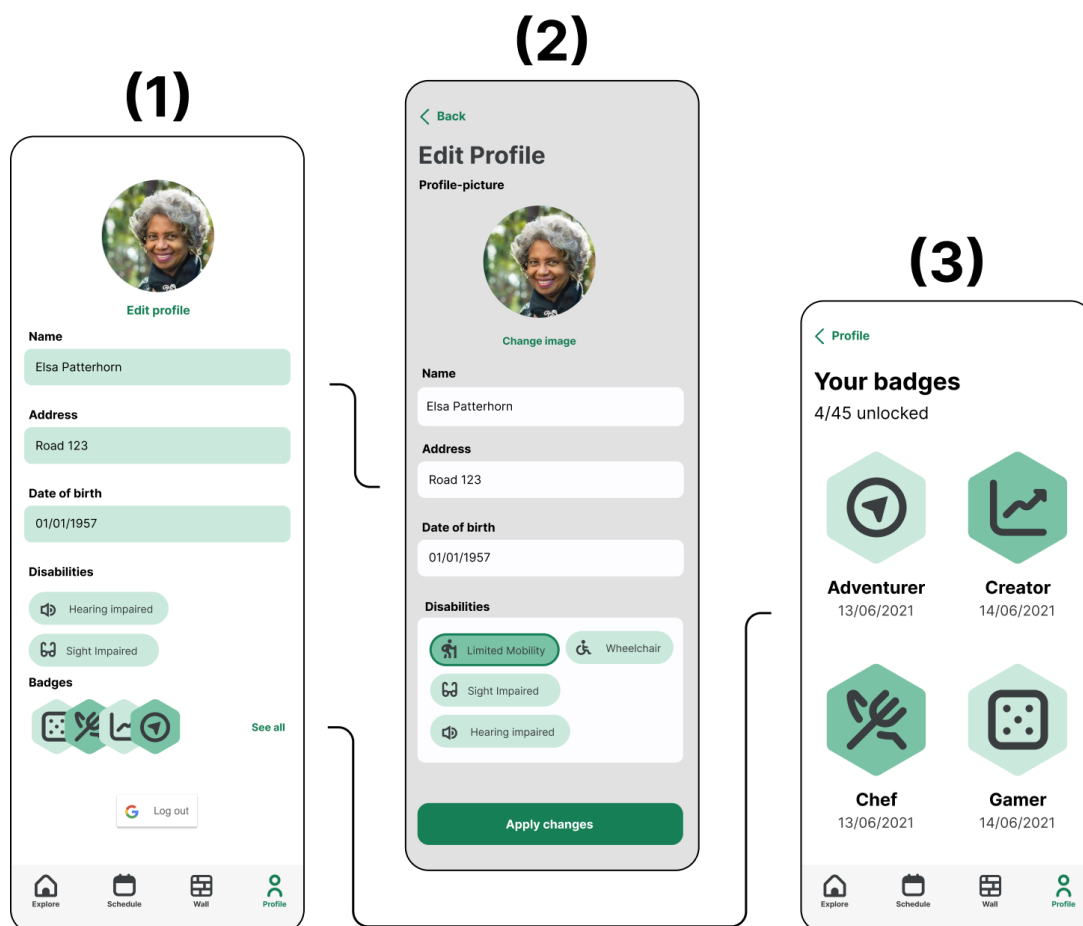 (1)
Edit profile
Name
Elsa Patterhorn
Address
Road 123
Date of birth
01/01/1957
Disabilities
Hearing impaired
Sight Impaired
Badges
See all
Log out
Explore Schedule Wall Profile
(2)
Back
Edit Profile
Profile-picture
Change image
Name
Elsa Patterhorn
Address
Road 123
Date of birth
01/01/1957
Disabilities
Limited Mobility Wheelchair
Sight Impaired
Hearing impaired
Apply changes
(3)
Profile
Your badges
4/45 unlocked
Adventurer Creator
13/06/2021 14/06/2021
Chef Gamer
13/06/2021 14/06/2021
Explore Schedule Wall Profile